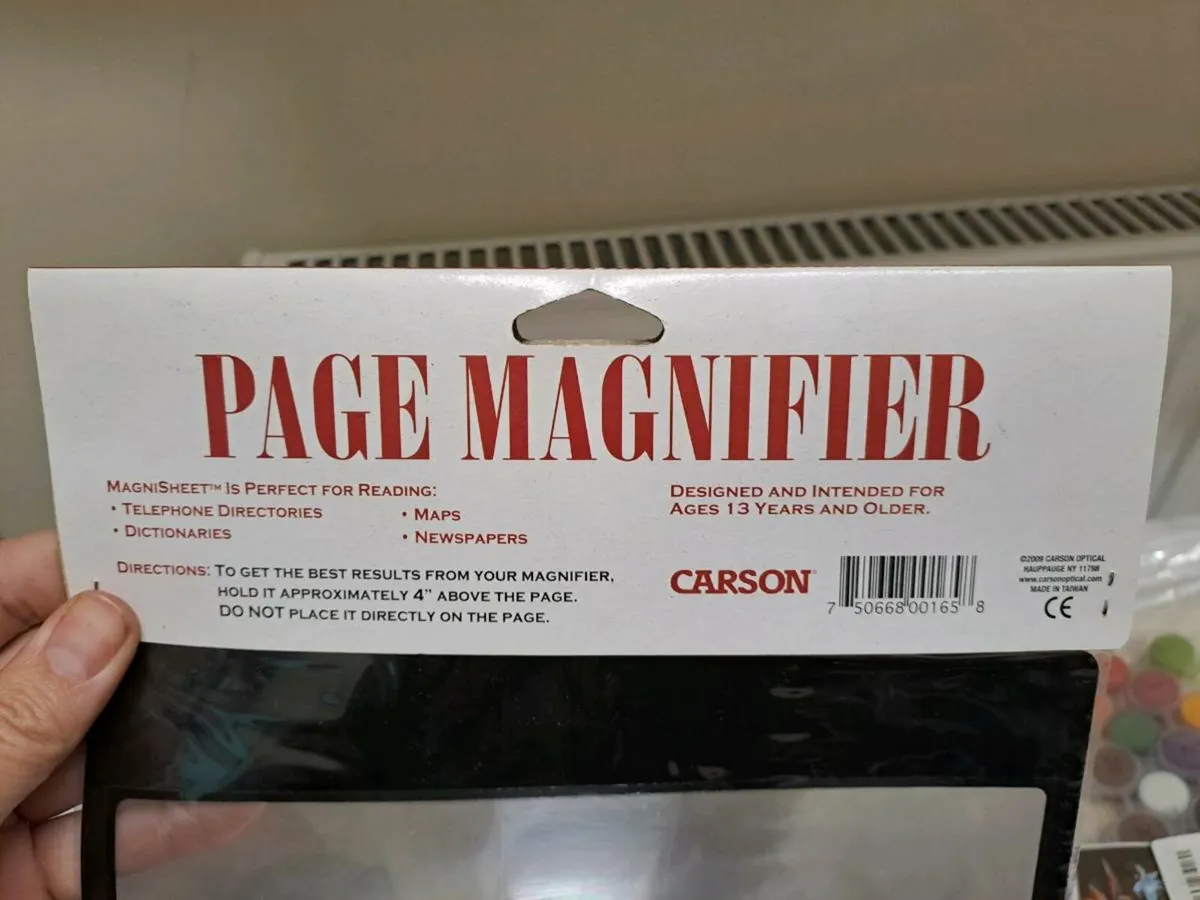 PAGE MAGNIFIER
MAGNISHEET™ IS PERFECT FOR READING:
• TELEPHONE DIRECTORIES
• DICTIONARIES
• MAPS
• NEWSPAPERS
DESIGNED AND INTENDED FOR
AGES 13 YEARS AND OLDER.
DIRECTIONS: TO GET THE BEST RESULTS FROM YOUR MAGNIFIER,
HOLD IT APPROXIMATELY 4" ABOVE THE PAGE.
DO NOT PLACE IT DIRECTLY ON THE PAGE.
CARSON®
7 50668 00165 8
©2009 CARSON OPTICAL
HAUPPAUGE NY 11788
www.carsonoptical.com
MADE IN TAIWAN
CE